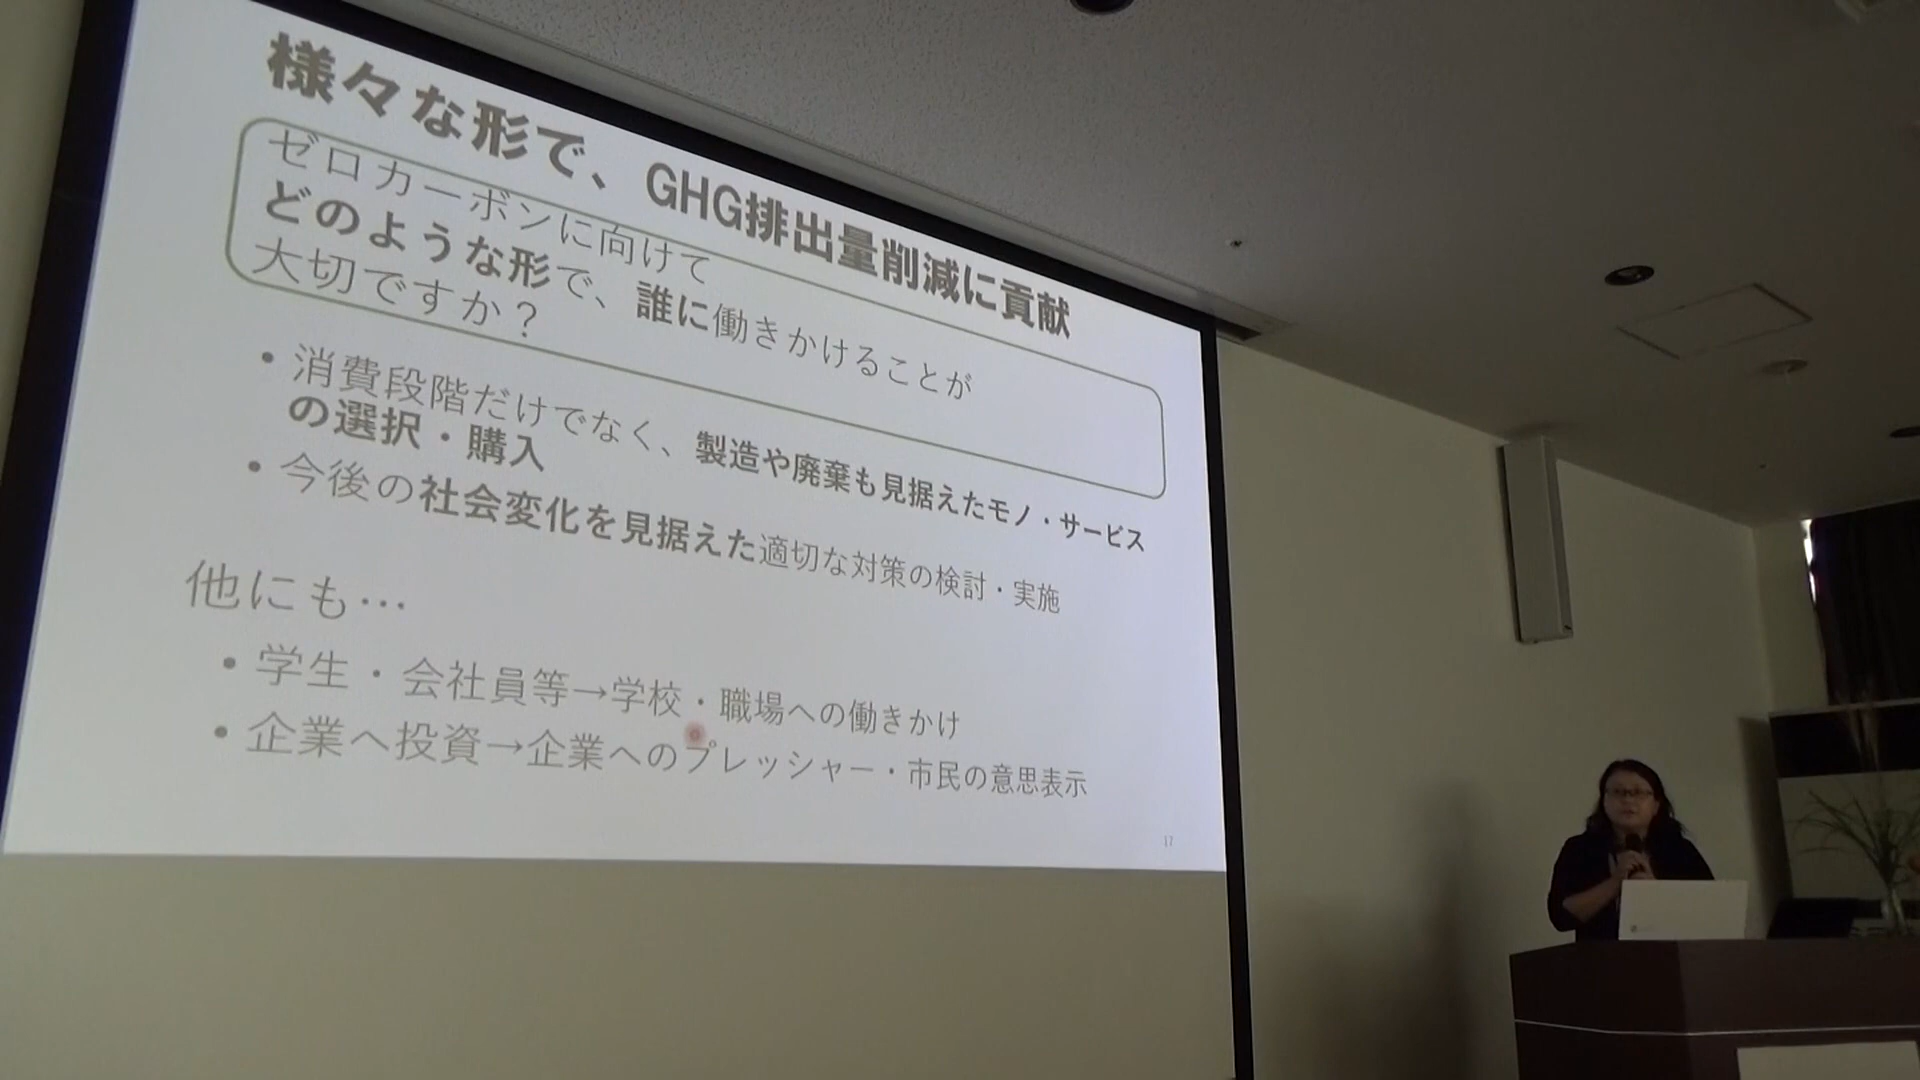 様々な形で、GHG排出量削減に貢献
ゼロカーボンに向けて
どのような形で、誰に働きかけることが
大切ですか？
• 消費段階だけでなく、製造や廃棄も見据えたモノ・サービス
の選択・購入
• 今後の社会変化を見据えた適切な対策の検討・実施
他にも…
• 学生・会社員等→学校・職場への働きかけ
• 企業へ投資→企業へのプレッシャー・市民の意思表示
17